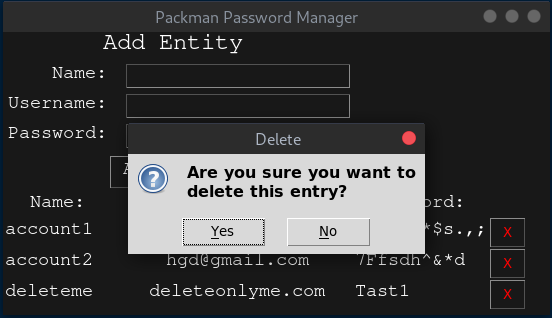 Packman Password Manager
Add Entity
Name:
Username:
Password:
Delete
Are you sure you want to
delete this entry?
Yes No
Name:
account1 *$s.,; X
account2 hgd@gmail.com 7Ffsdh^&*d X
deleteme deleteonlyme.com Tast1 X